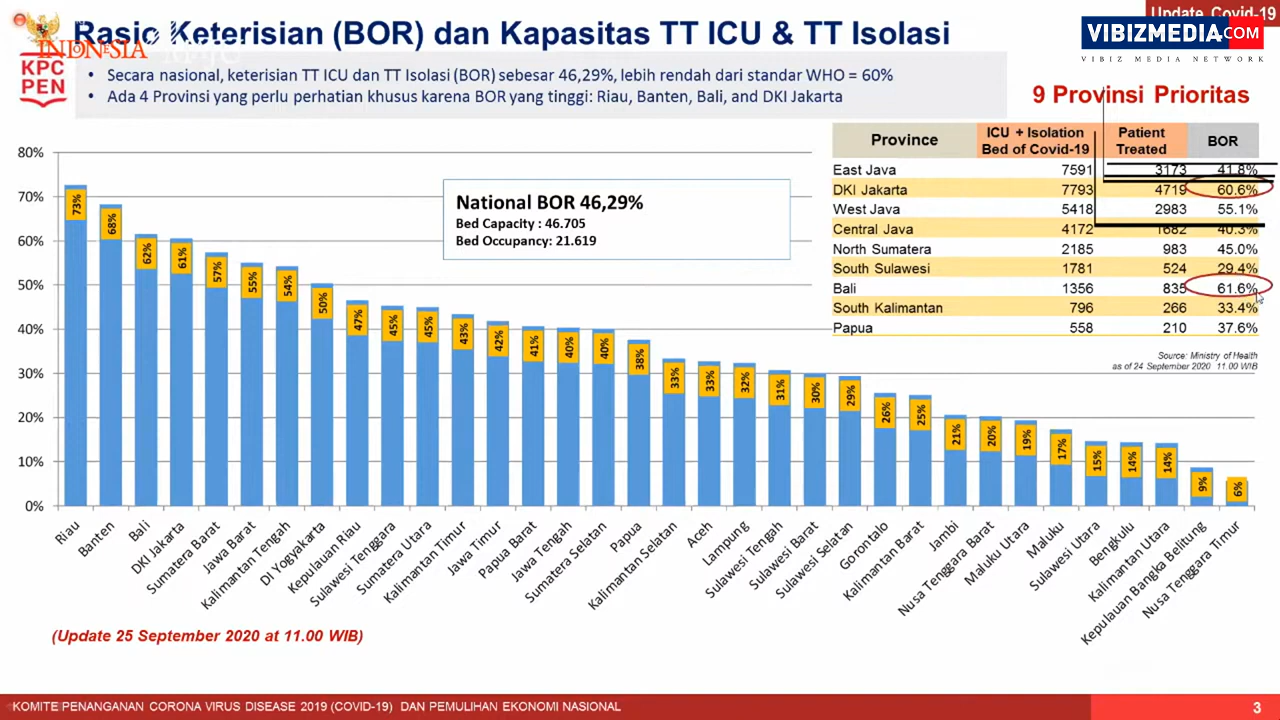 Update Covid-19
Rasio Keterisian (BOR) dan Kapasitas TT ICU & TT Isolasi
INDONESIA
MAJU
VIBIZMEDIA.COM
VIBIZ MEDIA NETWORK
KPC
PEN
• Secara nasional, keterisian TT ICU dan TT Isolasi (BOR) sebesar 46,29%, lebih rendah dari standar WHO = 60%
• Ada 4 Provinsi yang perlu perhatian khusus karena BOR yang tinggi: Riau, Banten, Bali, and DKI Jakarta
9 Provinsi Prioritas
Province ICU + Isolation Bed of Covid-19 Patient Treated BOR
East Java 7591 3173 41.8%
DKI Jakarta 7793 4719 60.6%
West Java 5418 2983 55.1%
Central Java 4172 1682 40.3%
North Sumatera 2185 983 45.0%
South Sulawesi 1781 524 29.4%
Bali 1356 835 61.6%
South Kalimantan 796 266 33.4%
Papua 558 210 37.6%
Source: Ministry of Health
as of 24 September 2020 11.00 WIB
National BOR 46,29%
Bed Capacity : 46.705
Bed Occupancy: 21.619
80%
70%
60%
50%
40%
30%
20%
10%
0%
73% 68% 62% 61% 57% 55% 54% 50% 47% 45% 45% 43% 42% 41% 40% 40% 38% 33% 33% 32% 31% 30% 29% 26% 25% 21% 20% 19% 17% 15% 14% 14% 9% 6%
Riau
Banten
Bali
DKI Jakarta
Sumatera Barat
Jawa Barat
Kalimantan Tengah
DI Yogyakarta
Kepulauan Riau
Sulawesi Tenggara
Sumatera Utara
Kalimantan Timur
Jawa Timur
Papua Barat
Jawa Tengah
Sumatera Selatan
Papua
Kalimantan Selatan
Aceh
Lampung
Sulawesi Tengah
Sulawesi Barat
Sulawesi Selatan
Gorontalo
Kalimantan Barat
Jambi
Nusa Tenggara Barat
Maluku Utara
Maluku
Sulawesi Utara
Bengkulu
Kalimantan Utara
Kepulauan Bangka Belitung
Nusa Tenggara Timur
(Update 25 September 2020 at 11.00 WIB)
KOMITE PENANGANAN CORONA VIRUS DISEASE 2019 (COVID-19) DAN PEMULIHAN EKONOMI NASIONAL
3